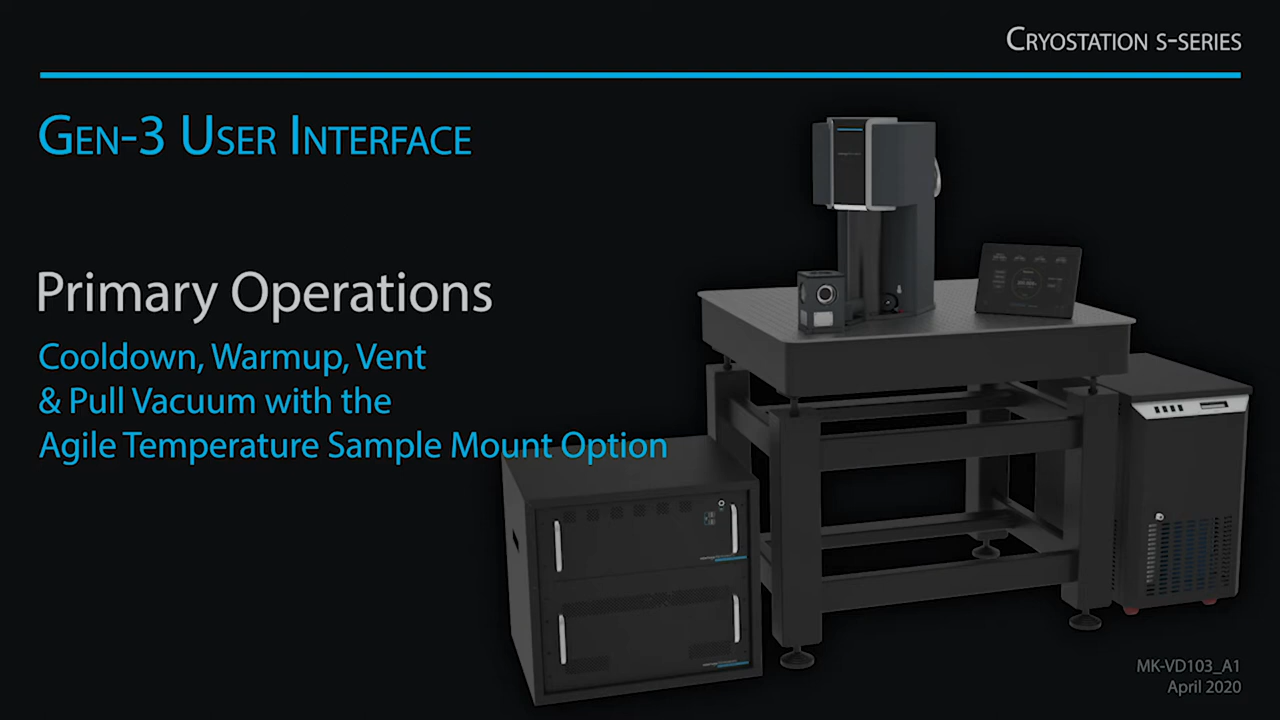 CRYOSTATION S-SERIES
GEN-3 USER INTERFACE
Primary Operations
Cooldown, Warmup, Vent
& Pull Vacuum with the
Agile Temperature Sample Mount Option
MK-VD103_A1
April 2020